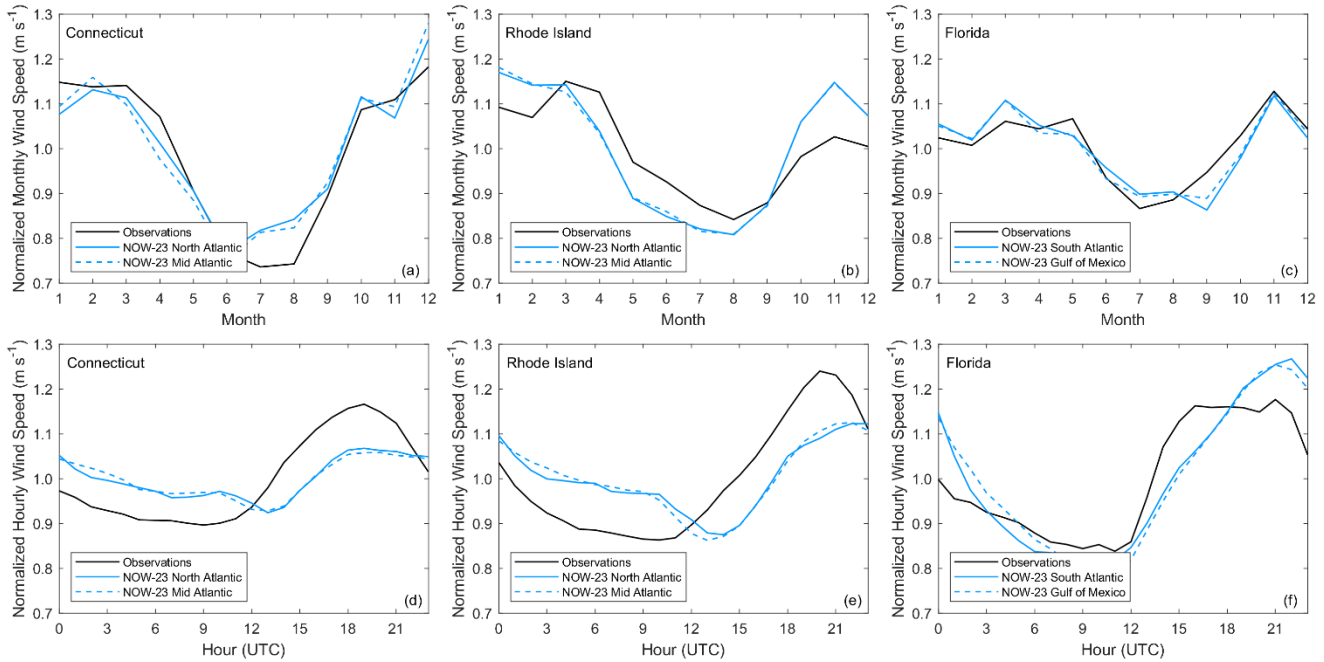 Normalized Monthly Wind Speed (m s⁻¹)
1.3
1.2
1.1
1.0
0.9
0.8
0.7
Connecticut
Observations
NOW-23 North Atlantic
NOW-23 Mid Atlantic
(a)
1 2 3 4 5 6 7 8 9 10 11 12
Month
Normalized Monthly Wind Speed (m s⁻¹)
1.3
1.2
1.1
1.0
0.9
0.8
0.7
Rhode Island
Observations
NOW-23 North Atlantic
NOW-23 Mid Atlantic
(b)
1 2 3 4 5 6 7 8 9 10 11 12
Month
Normalized Monthly Wind Speed (m s⁻¹)
1.3
1.2
1.1
1.0
0.9
0.8
0.7
Florida
Observations
NOW-23 South Atlantic
NOW-23 Gulf of Mexico
(c)
1 2 3 4 5 6 7 8 9 10 11 12
Month
Normalized Hourly Wind Speed (m s⁻¹)
1.3
1.2
1.1
1.0
0.9
0.8
0.7
Connecticut
Observations
NOW-23 North Atlantic
NOW-23 Mid Atlantic
(d)
0 3 6 9 12 15 18 21
Hour (UTC)
Normalized Hourly Wind Speed (m s⁻¹)
1.3
1.2
1.1
1.0
0.9
0.8
0.7
Rhode Island
Observations
NOW-23 North Atlantic
NOW-23 Mid Atlantic
(e)
0 3 6 9 12 15 18 21
Hour (UTC)
Normalized Hourly Wind Speed (m s⁻¹)
1.3
1.2
1.1
1.0
0.9
0.8
0.7
Florida
Observations
NOW-23 South Atlantic
NOW-23 Gulf of Mexico
(f)
0 3 6 9 12 15 18 21
Hour (UTC)